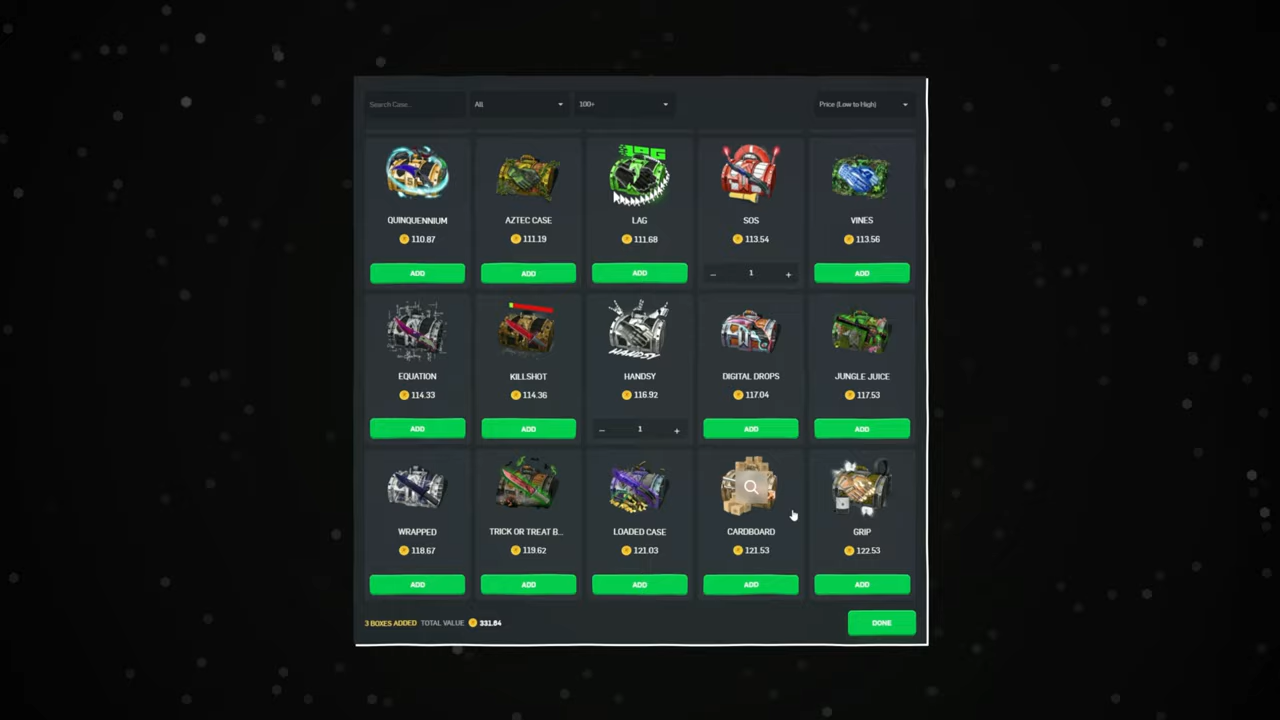 Search Case..
All
100+
Price (Low to High)
QUINQUENNIUM
AZTEC CASE
LAG
SOS
VINES
110.87
111.19
111.68
113.54
113.56
ADD
ADD
ADD
– 1 +
ADD
EQUATION
KILLSHOT
HANDSY
DIGITAL DROPS
JUNGLE JUICE
HANDSY
114.33
114.36
116.92
117.04
117.53
ADD
ADD
– 1 +
ADD
ADD
WRAPPED
TRICK OR TREAT B...
LOADED CASE
CARDBOARD
GRIP
118.67
119.62
121.03
121.53
122.53
ADD
ADD
ADD
ADD
ADD
3 BOXES ADDED TOTAL VALUE 331.64
DONE